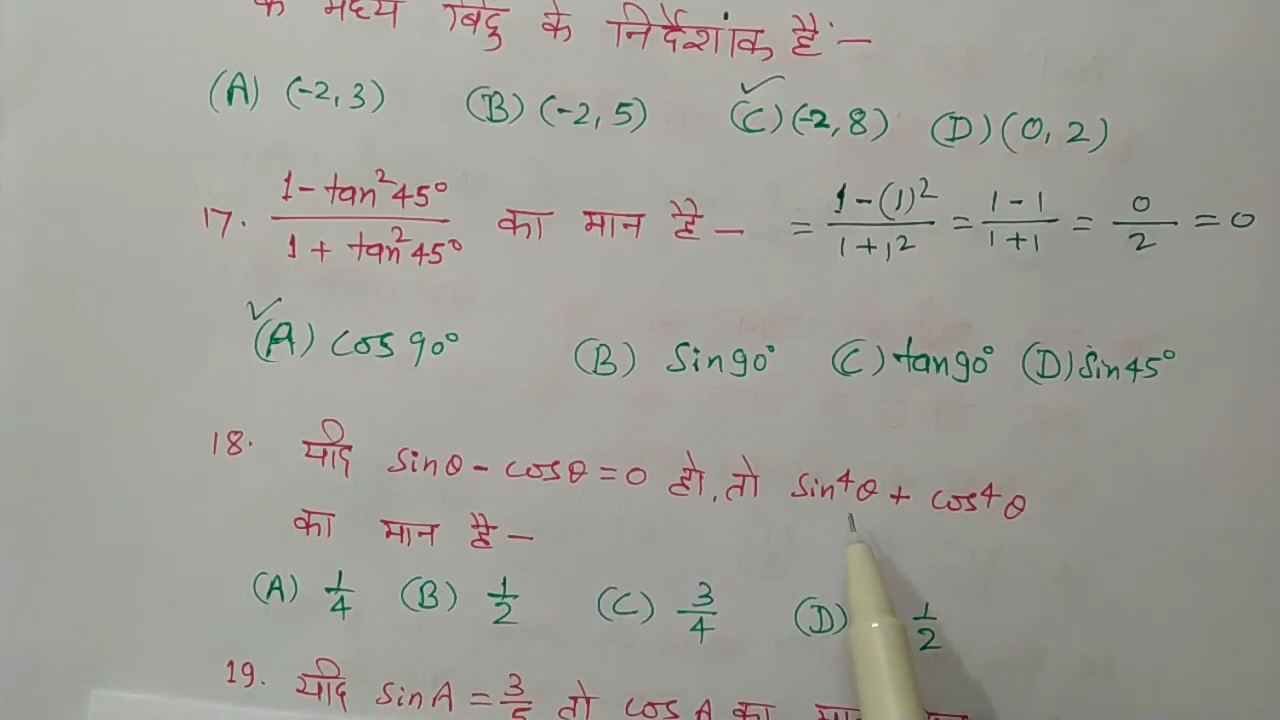 के मध्य बिंदु के निर्देशांक हैं:-
(A) (-2, 3) (B) (-2, 5) (C) (-2, 8) (D) (0, 2)
17. (1 - tan²45°)/(1 + tan²45°) का मान है - = (1 - (1)²)/(1 + 1²) = (1 - 1)/(1 + 1) = 0/2 = 0
(A) cos 90° (B) Sin 90° (C) tan 90° (D) Sin 45°
18. यदि sinθ - cosθ = 0 हो, तो sin⁴θ + cos⁴θ
का मान है -
(A) 1/4 (B) 1/2 (C) 3/4 (D) 1/2
19. यदि sinA = 3/5 तो cosA का